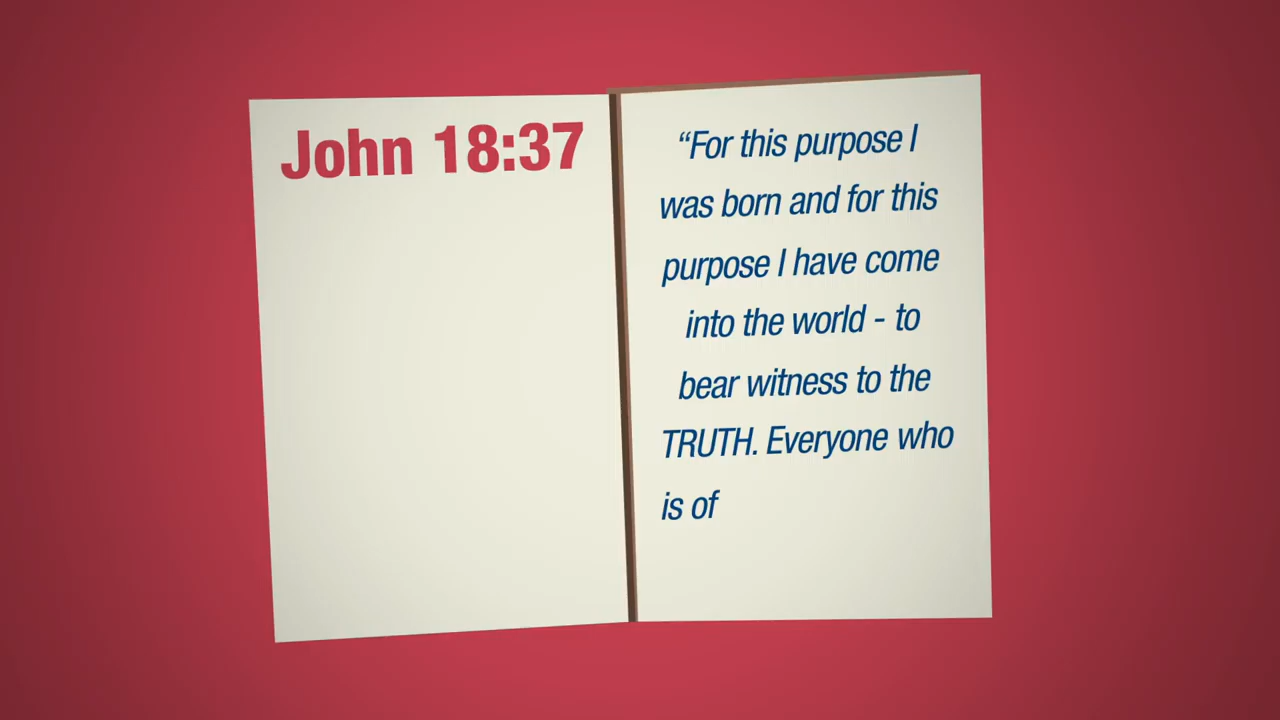 John 18:37
“For this purpose I
was born and for this
purpose I have come
into the world - to
bear witness to the
TRUTH. Everyone who
is of